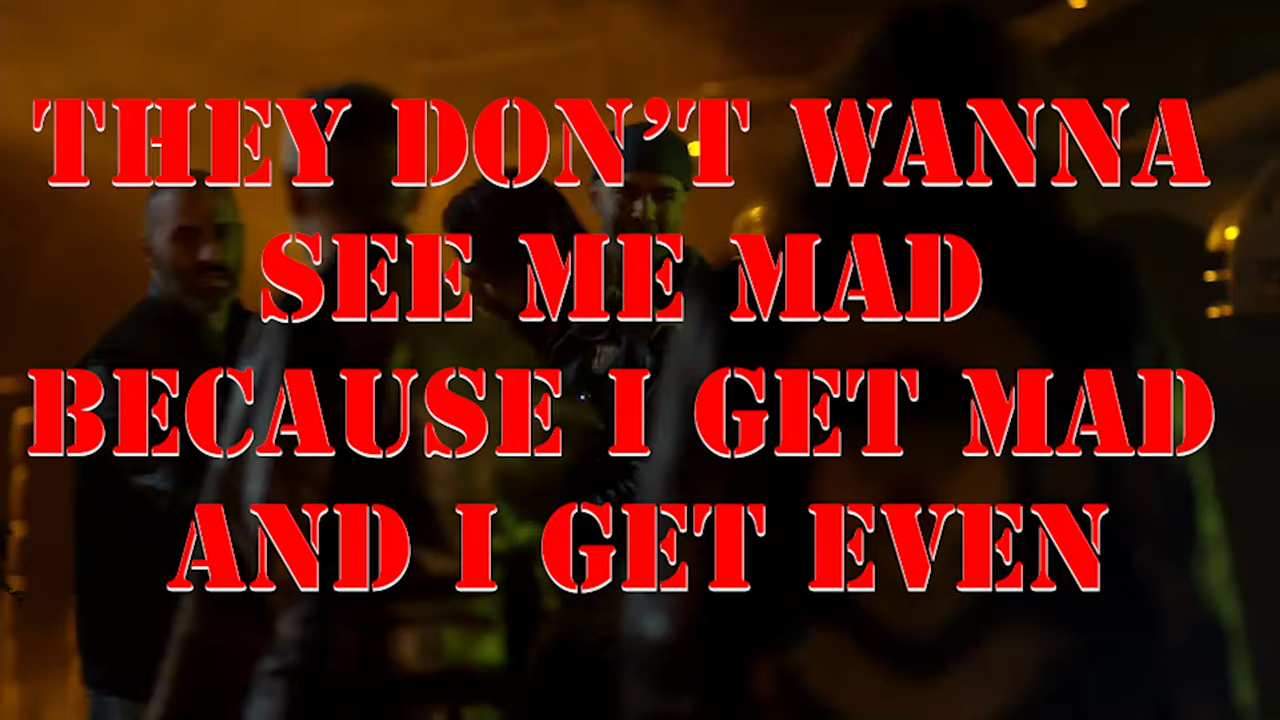 THEY DON’T WANNA
SEE ME MAD
BECAUSE I GET MAD
AND I GET EVEN